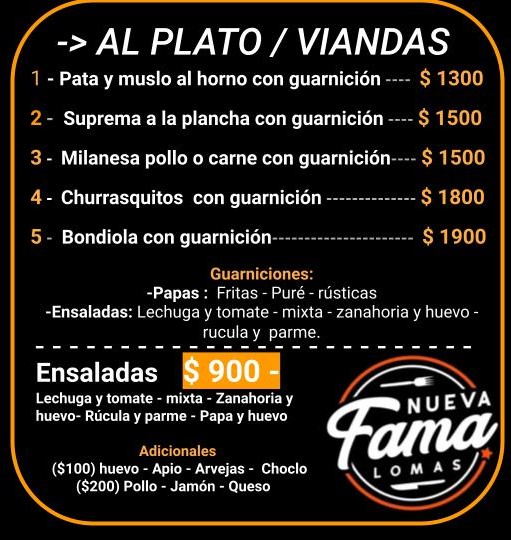 -> AL PLATO / VIANDAS
1 - Pata y muslo al horno con guarnición ---- $ 1300
2 - Suprema a la plancha con guarnición ---- $ 1500
3 - Milanesa pollo o carne con guarnición---- $ 1500
4 - Churrasquitos con guarnición -------------- $ 1800
5 - Bondiola con guarnición---------------------- $ 1900
Guarniciones:
-Papas : Fritas - Puré - rústicas
-Ensaladas: Lechuga y tomate - mixta - zanahoria y huevo -
rucula y parme.
Ensaladas $ 900 -
Lechuga y tomate - mixta - Zanahoria y
huevo- Rúcula y parme - Papa y huevo
Adicionales
($100) huevo - Apio - Arvejas - Choclo
($200) Pollo - Jamón - Queso
NUEVA
Fama
LOMAS